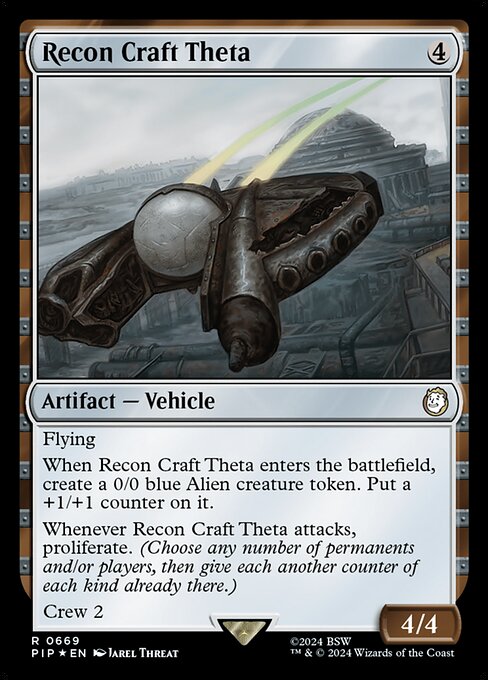 Recon Craft Theta 4
Artifact — Vehicle
Flying
When Recon Craft Theta enters the battlefield,
create a 0/0 blue Alien creature token. Put a
+1/+1 counter on it.
Whenever Recon Craft Theta attacks,
proliferate. (Choose any number of permanents
and/or players, then give each another counter
of each kind already there.)
Crew 2
4/4
R 0669
PIP★EN JAREL THREAT
©2024 BSW
™ & © 2024 Wizards of the Coast